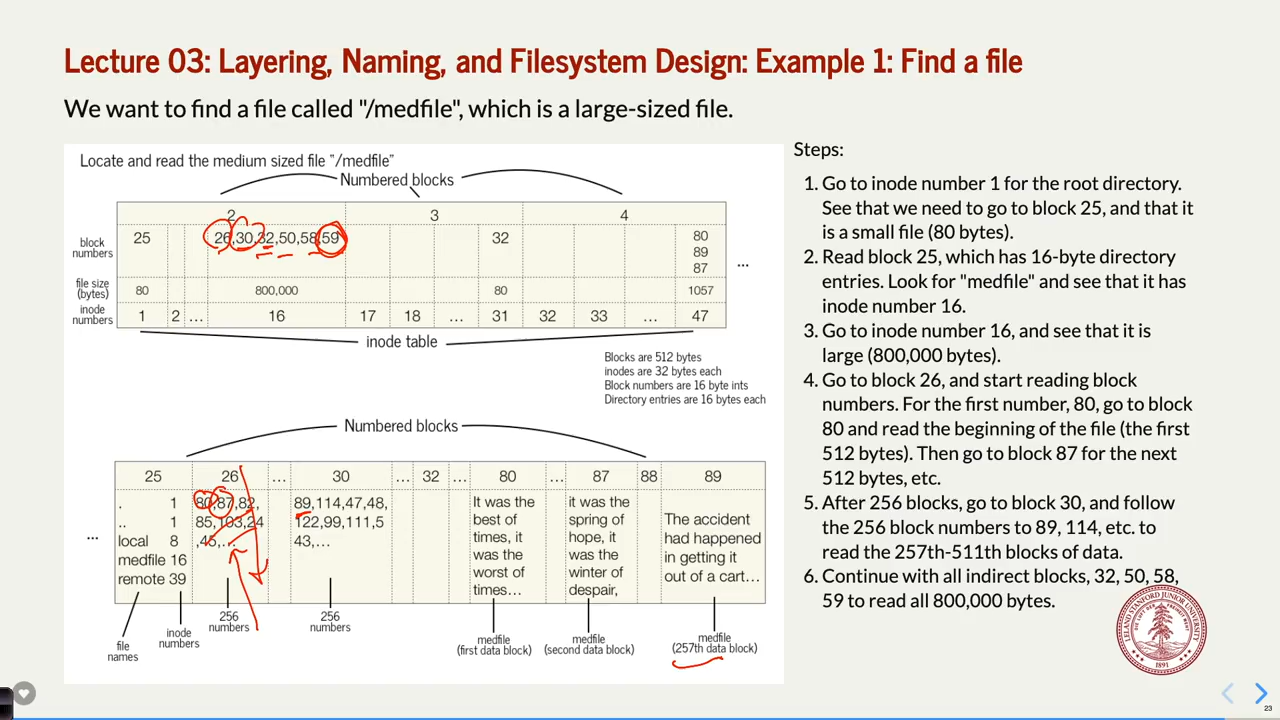 Lecture 03: Layering, Naming, and Filesystem Design: Example 1: Find a file
We want to find a file called "/medfile", which is a large-sized file.
Locate and read the medium sized file "/medfile"
Numbered blocks
2 3 4
block
numbers
25 26,30,32,50,58,59 32 80
89
87
...
file size
(bytes)
80 800,000 80 1057
inode
numbers
1 2 ... 16 17 18 ... 31 32 33 ... 47
inode table
Blocks are 512 bytes
inodes are 32 bytes each
Block numbers are 16 byte ints
Directory entries are 16 bytes each
Numbered blocks
25 26 ... 30 ... 32 ... 80 ... 87 88 89
...
. 1
.. 1
local 8
medfile 16
remote 39
80,87,82,
85,103,24
,45,...
89,114,47,48,
122,99,111,5
43,...
It was the
best of
times, it
was the
worst of
times...
it was the
spring of
hope, it
was the
winter of
despair,
The accident
had happened
in getting it
out of a cart...
file
names
inode
numbers
256
numbers
256
numbers
medfile
(first data block)
medfile
(second data block)
medfile
(257th data block)
Steps:
1. Go to inode number 1 for the root directory.
See that we need to go to block 25, and that it
is a small file (80 bytes).
2. Read block 25, which has 16-byte directory
entries. Look for "medfile" and see that it has
inode number 16.
3. Go to inode number 16, and see that it is
large (800,000 bytes).
4. Go to block 26, and start reading block
numbers. For the first number, 80, go to block
80 and read the beginning of the file (the first
512 bytes). Then go to block 87 for the next
512 bytes, etc.
5. After 256 blocks, go to block 30, and follow
the 256 block numbers to 89, 114, etc. to
read the 257th-511th blocks of data.
6. Continue with all indirect blocks, 32, 50, 58,
59 to read all 800,000 bytes.
LELAND STANFORD JUNIOR UNIVERSITY
1891
23